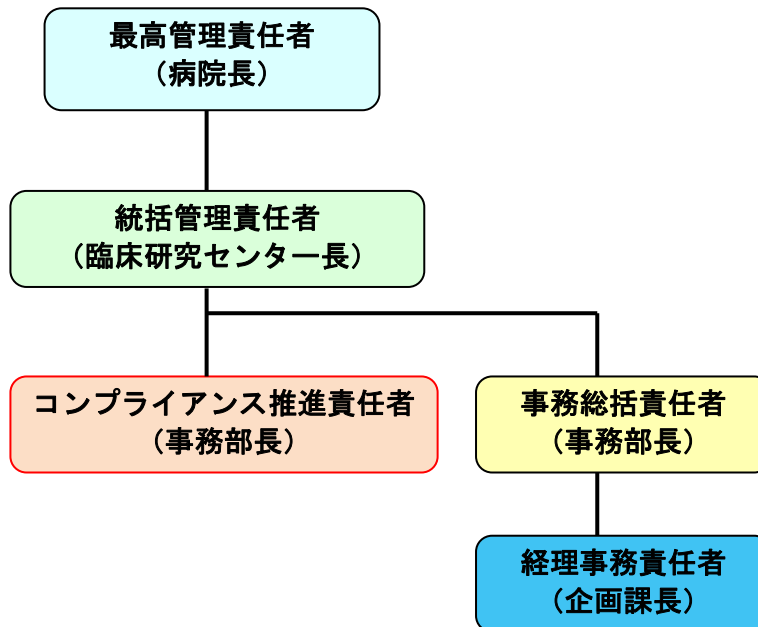 最高管理責任者
（病院長）
統括管理責任者
（臨床研究センター長）
コンプライアンス推進責任者
（事務部長）
事務総括責任者
（事務部長）
経理事務責任者
（企画課長）